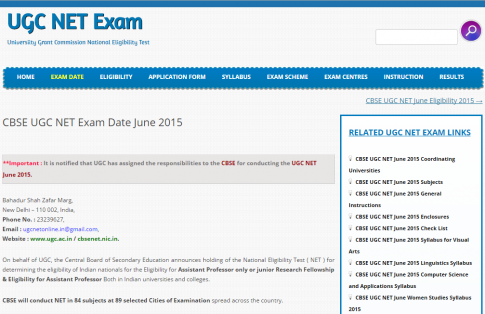 UGC NET Exam
University Grant Commission National Eligibility Test
HOME EXAM DATE ELIGIBILITY APPLICATION FORM SYLLABUS EXAM SCHEME EXAM CENTRES INSTRUCTION RESULTS
CBSE UGC NET June Eligibility 2015 →
CBSE UGC NET Exam Date June 2015
**Important : It is notified that UGC has assigned the responsibilities to the CBSE for conducting the UGC NET
June 2015.
Bahadur Shah Zafar Marg,
New Delhi – 110 002, India,
Phone No. : 23239627,
Email : ugcnetonline.in@gmail.com,
Website : www.ugc.ac.in / cbsenet.nic.in.
On behalf of UGC, the Central Board of Secondary Education announces holding of the National Eligibility Test ( NET ) for
determining the eligibility of Indian nationals for the Eligibility for Assistant Professor only or Junior Research Fellowship
& Eligibility for Assistant Professor Both in Indian universities and colleges.
CBSE will conduct NET in 84 subjects at 89 selected Cities of Examination spread across the country.
RELATED UGC NET EXAM LINKS
CBSE UGC NET June 2015 Coordinating
Universities
CBSE UGC NET June 2015 Subjects
CBSE UGC NET June 2015 General
Instructions
CBSE UGC NET June 2015 Enclosures
CBSE UGC NET June 2015 Check List
CBSE UGC NET June 2015 Syllabus for Visual
Arts
CBSE UGC NET June 2015 Linguistics Syllabus
CBSE UGC NET June 2015 Computer Science
and Applications Syllabus
CBSE UGC NET June Women Studies Syllabus
2015